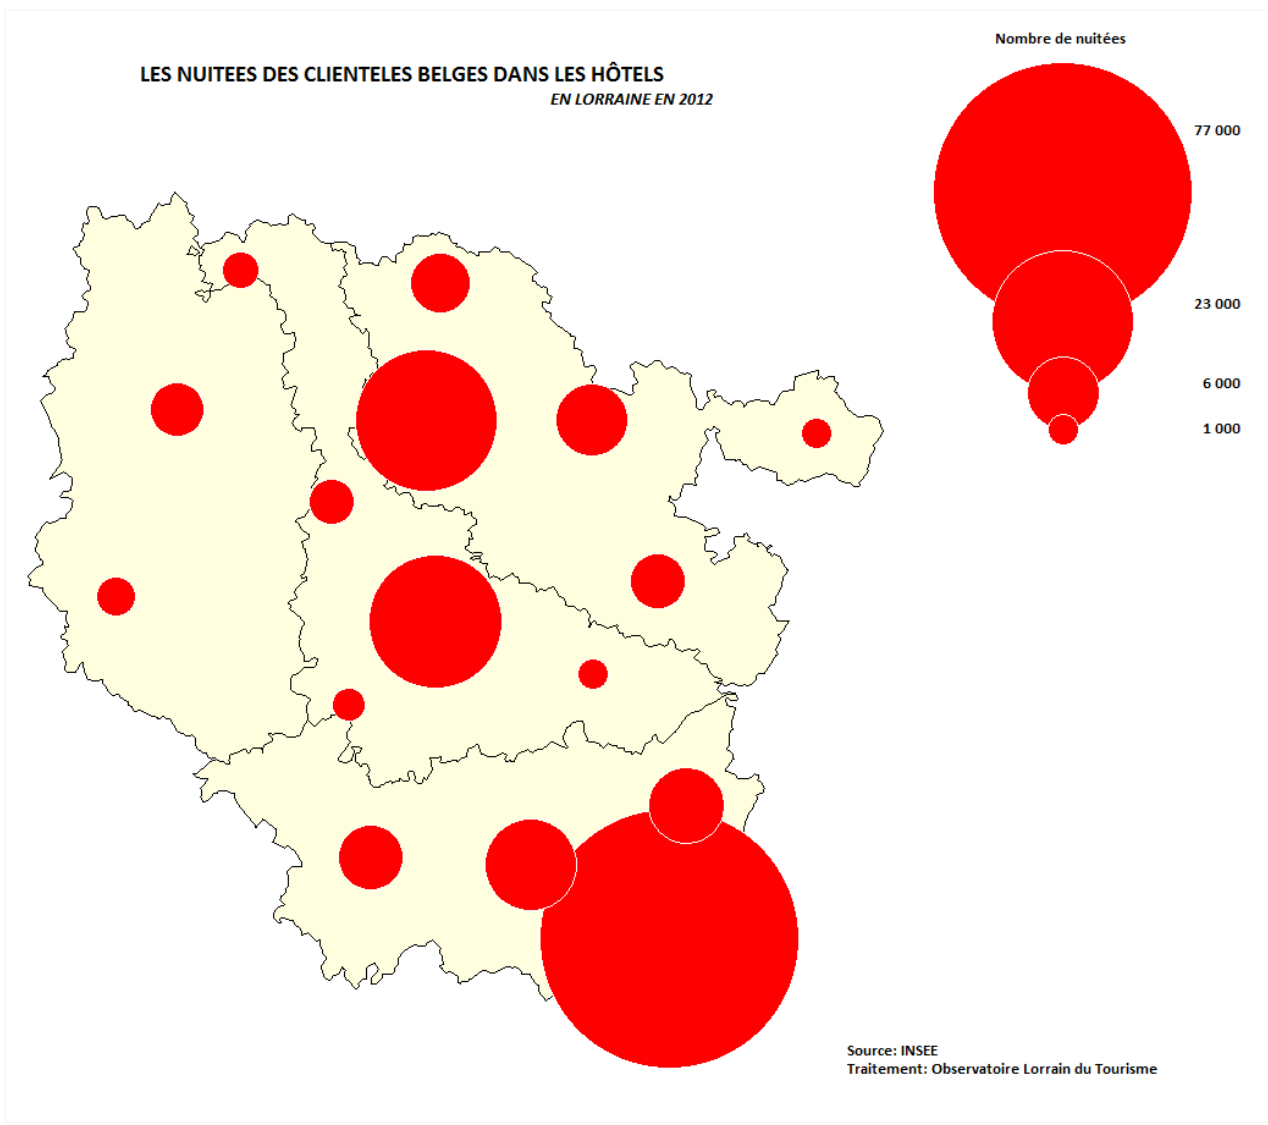 Nombre de nuitées
LES NUITEES DES CLIENTELES BELGES DANS LES HÔTELS
EN LORRAINE EN 2012
77 000
23 000
6 000
1 000
Source: INSEE
Traitement: Observatoire Lorrain du Tourisme